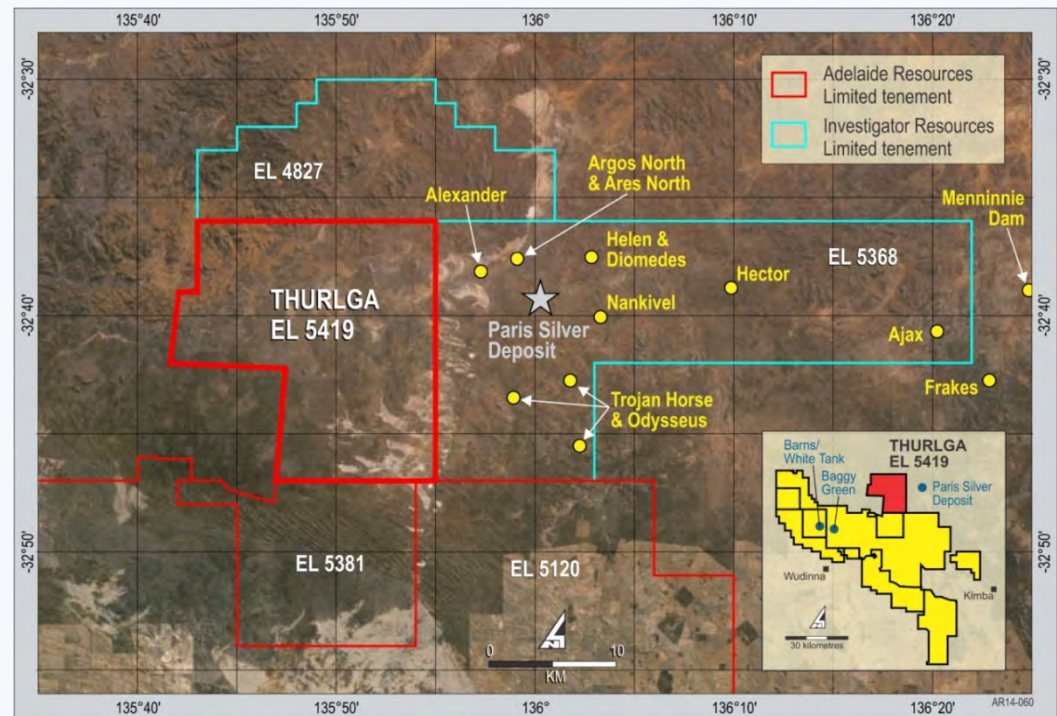 135°40' 135°50' 136° 136°10' 136°20'
-32°30' -32°30'
Adelaide Resources
Limited tenement
Investigator Resources
Limited tenement
EL 4827
Argos North
& Ares North
Alexander
Menninnie
Dam
Helen &
Diomedes
EL 5368
Hector
THURLGA
EL 5419
Nankivel
-32°40' -32°40'
Paris Silver
Deposit
Ajax
Frakes
Trojan Horse
& Odysseus
THURLGA
EL 5419
Barns/
White Tank
Baggy
Green
Paris Silver
Deposit
-32°50' -32°50'
EL 5381
EL 5120
Wudinna
Kimba
30 kilometres
0 10
KM
135°40' 135°50' 136° 136°10' 136°20'
AR14-060